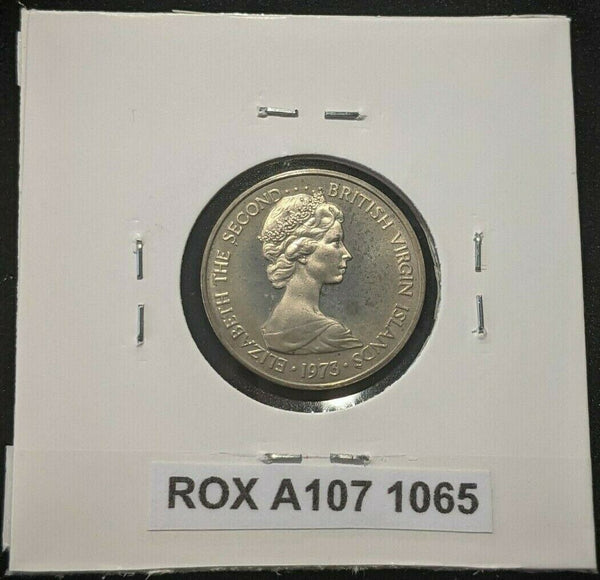 ELIZABETH THE SECOND.... BRITISH VIRGIN ISLANDS
· 1973 ·
ROX A107 1065